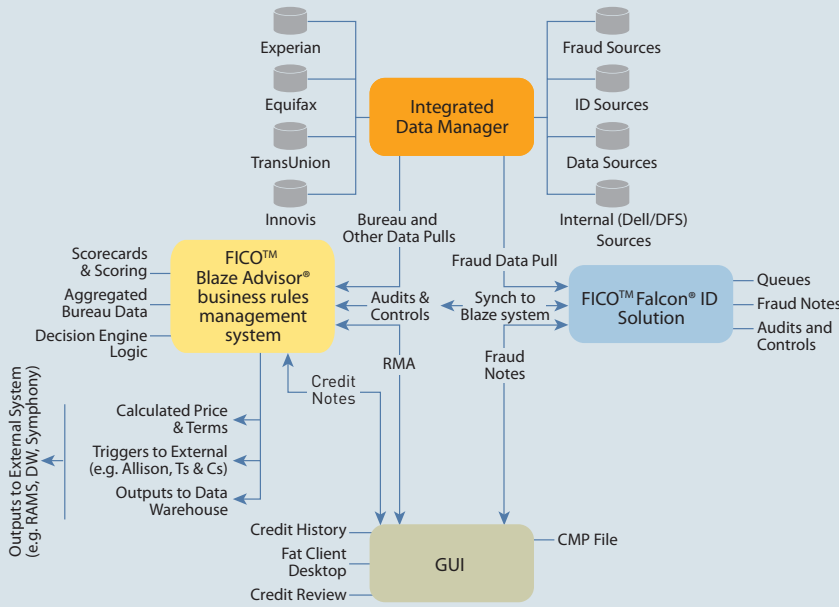 Experian
Equifax
TransUnion
Innovis
Integrated
Data Manager
Fraud Sources
ID Sources
Data Sources
Internal (Dell/DFS)
Sources
Bureau and
Other Data Pulls
Fraud Data Pull
Scorecards
& Scoring
Aggregated
Bureau Data
Decision Engine
Logic
FICO™
Blaze Advisor®
business rules
management
system
Audits &
Controls
Synch to
Blaze system
FICO™ Falcon® ID
Solution
Queues
Fraud Notes
Audits and
Controls
RMA
Fraud
Notes
Credit
Notes
Calculated Price
& Terms
Triggers to External
(e.g. Allison, Ts & Cs)
Outputs to Data
Warehouse
Outputs to External System
(e.g. RAMS, DW, Symphony)
Credit History
Fat Client
Desktop
Credit Review
GUI
CMP File